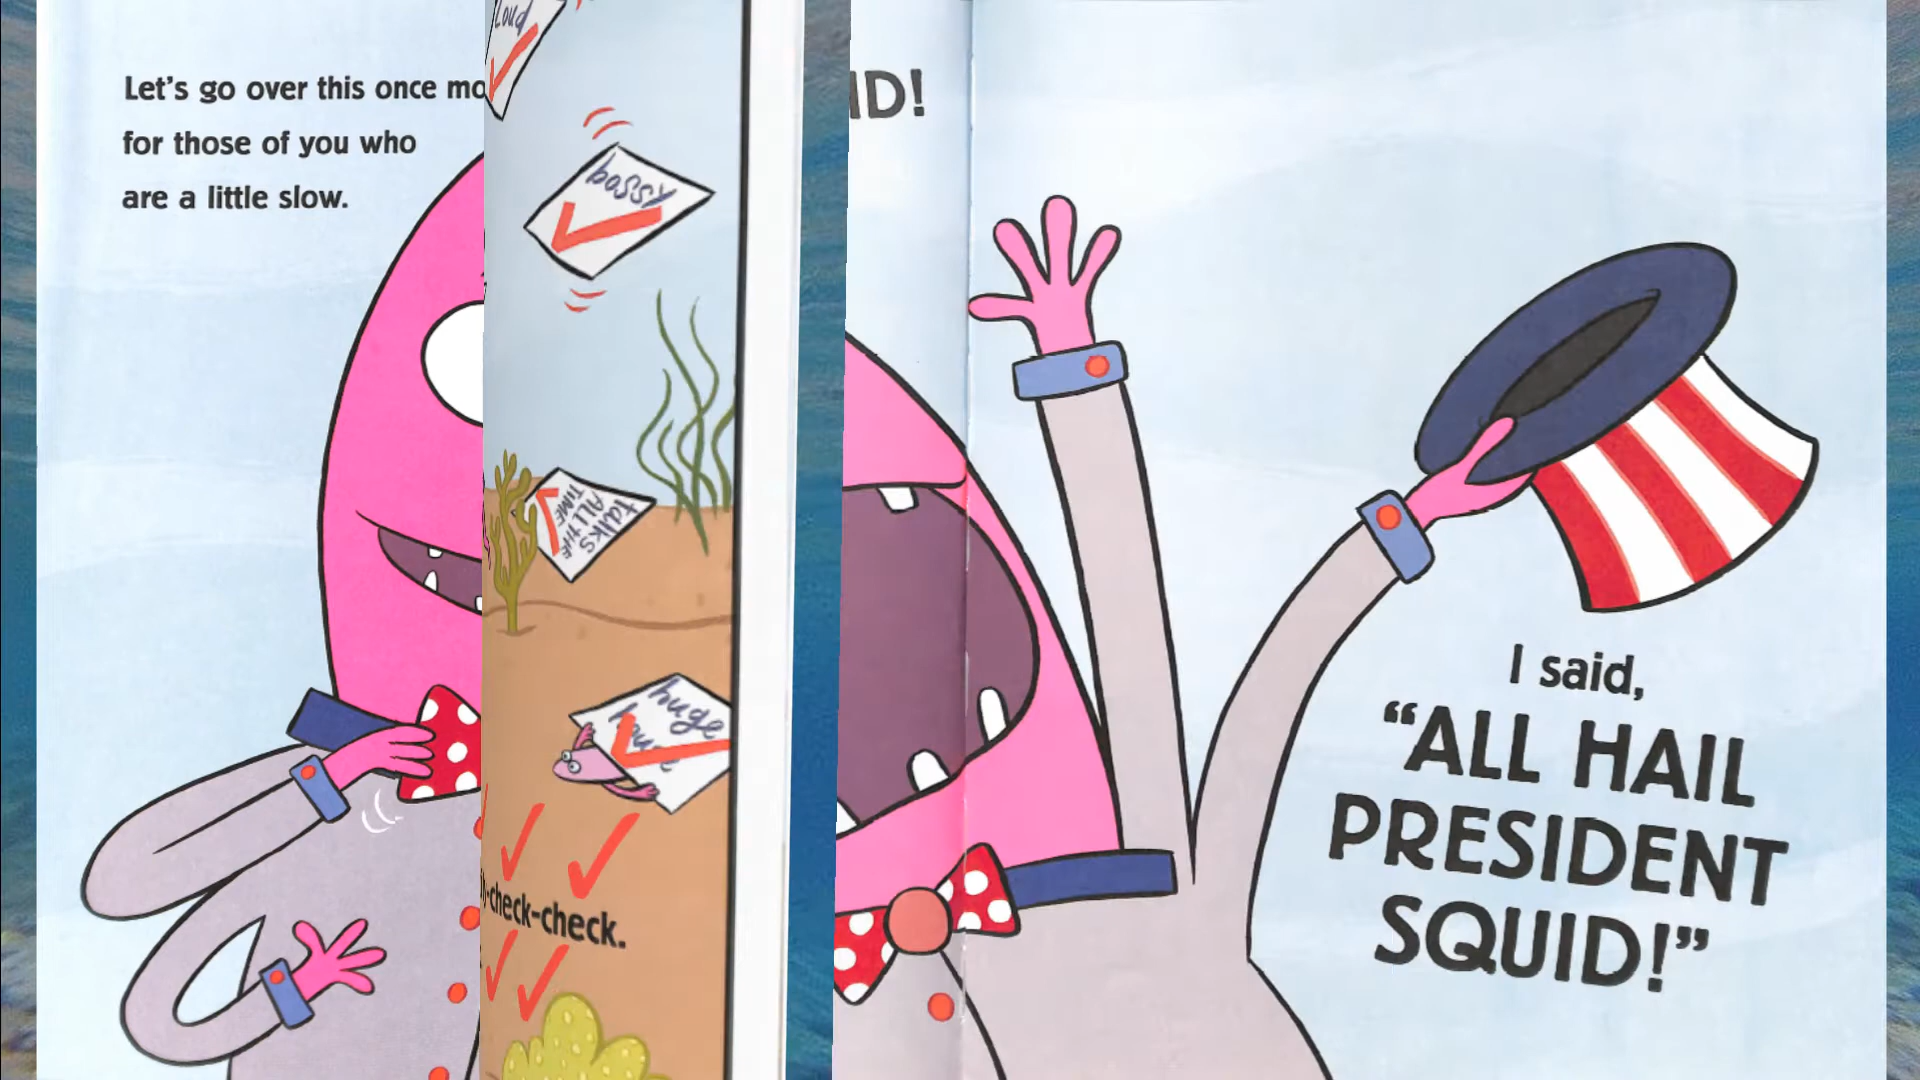 Let's go over this once mo
for those of you who
are a little slow.
Loud
bossy
talks
ALL THE
TIME
huge
-check-check.
ID!
I said,
"ALL HAIL
PRESIDENT
SQUID!"